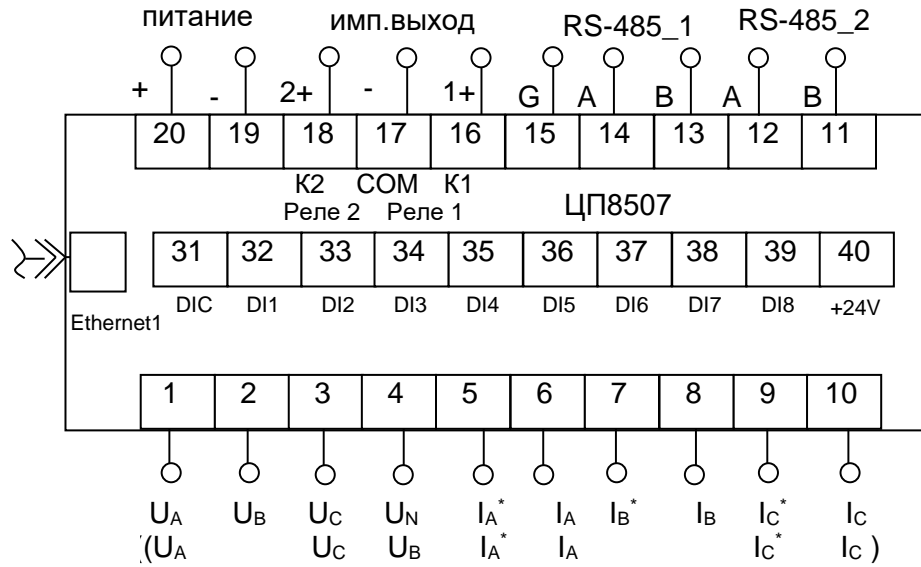 питание имп.выход RS-485_1 RS-485_2
+ - 2+ - 1+ G A B A B
20 19 18 17 16 15 14 13 12 11
К2 COM К1
Реле 2 Реле 1 ЦП8507
31 32 33 34 35 36 37 38 39 40
DIC DI1 DI2 DI3 DI4 DI5 DI6 DI7 DI8 +24V
Ethernet1
1 2 3 4 5 6 7 8 9 10
UA UB UC UN IA* IA IB* IB IC* IC
(UA UC UB IA* IA IC* IC)